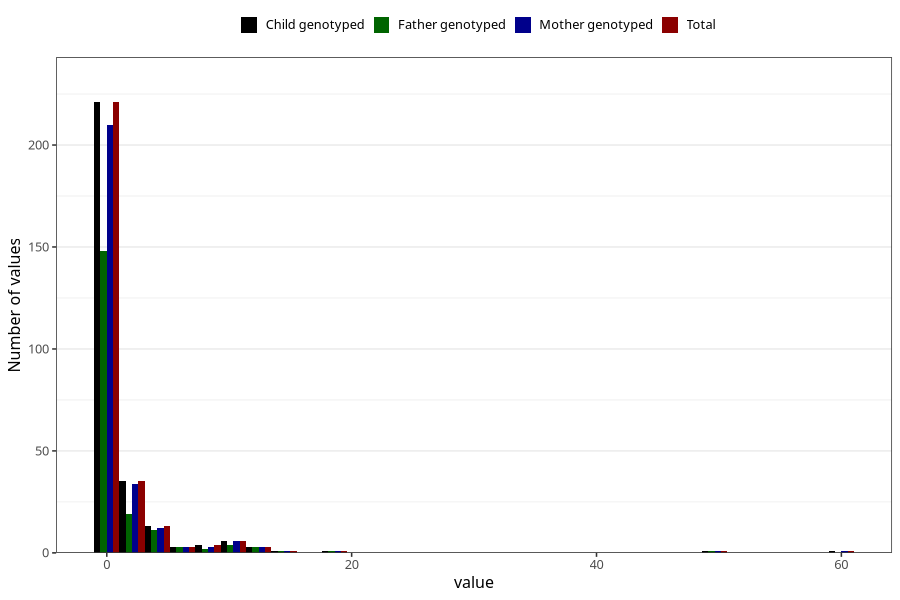 Child genotyped Father genotyped Mother genotyped Total
Number of values
200
150
100
50
0
0 20 40 60
value